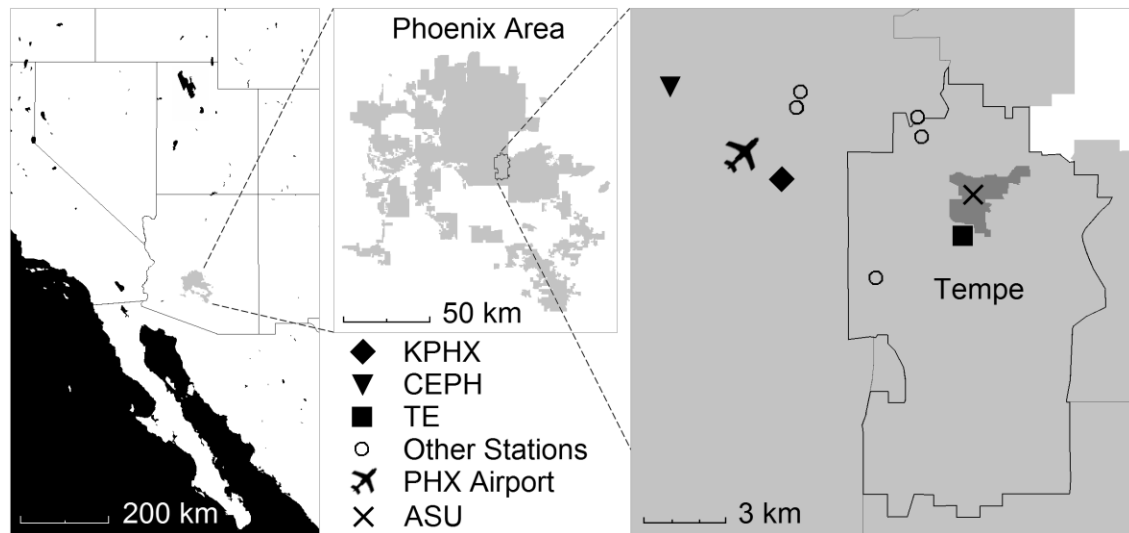 Phoenix Area
50 km
KPHX
CEPH
TE
Other Stations
PHX Airport
ASU
200 km
Tempe
3 km